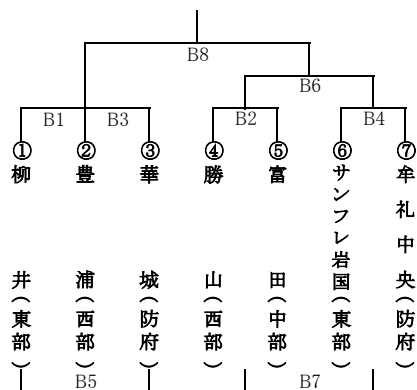 B8
B6
B1
B3
B2
B4
①
②
③
④
⑤
⑥
⑦
柳井(東部)
豊浦(西部)
華城(防府)
勝山(西部)
富田(中部)
サンフレ岩国(東部)
牟礼中央(防府)
B5
B7